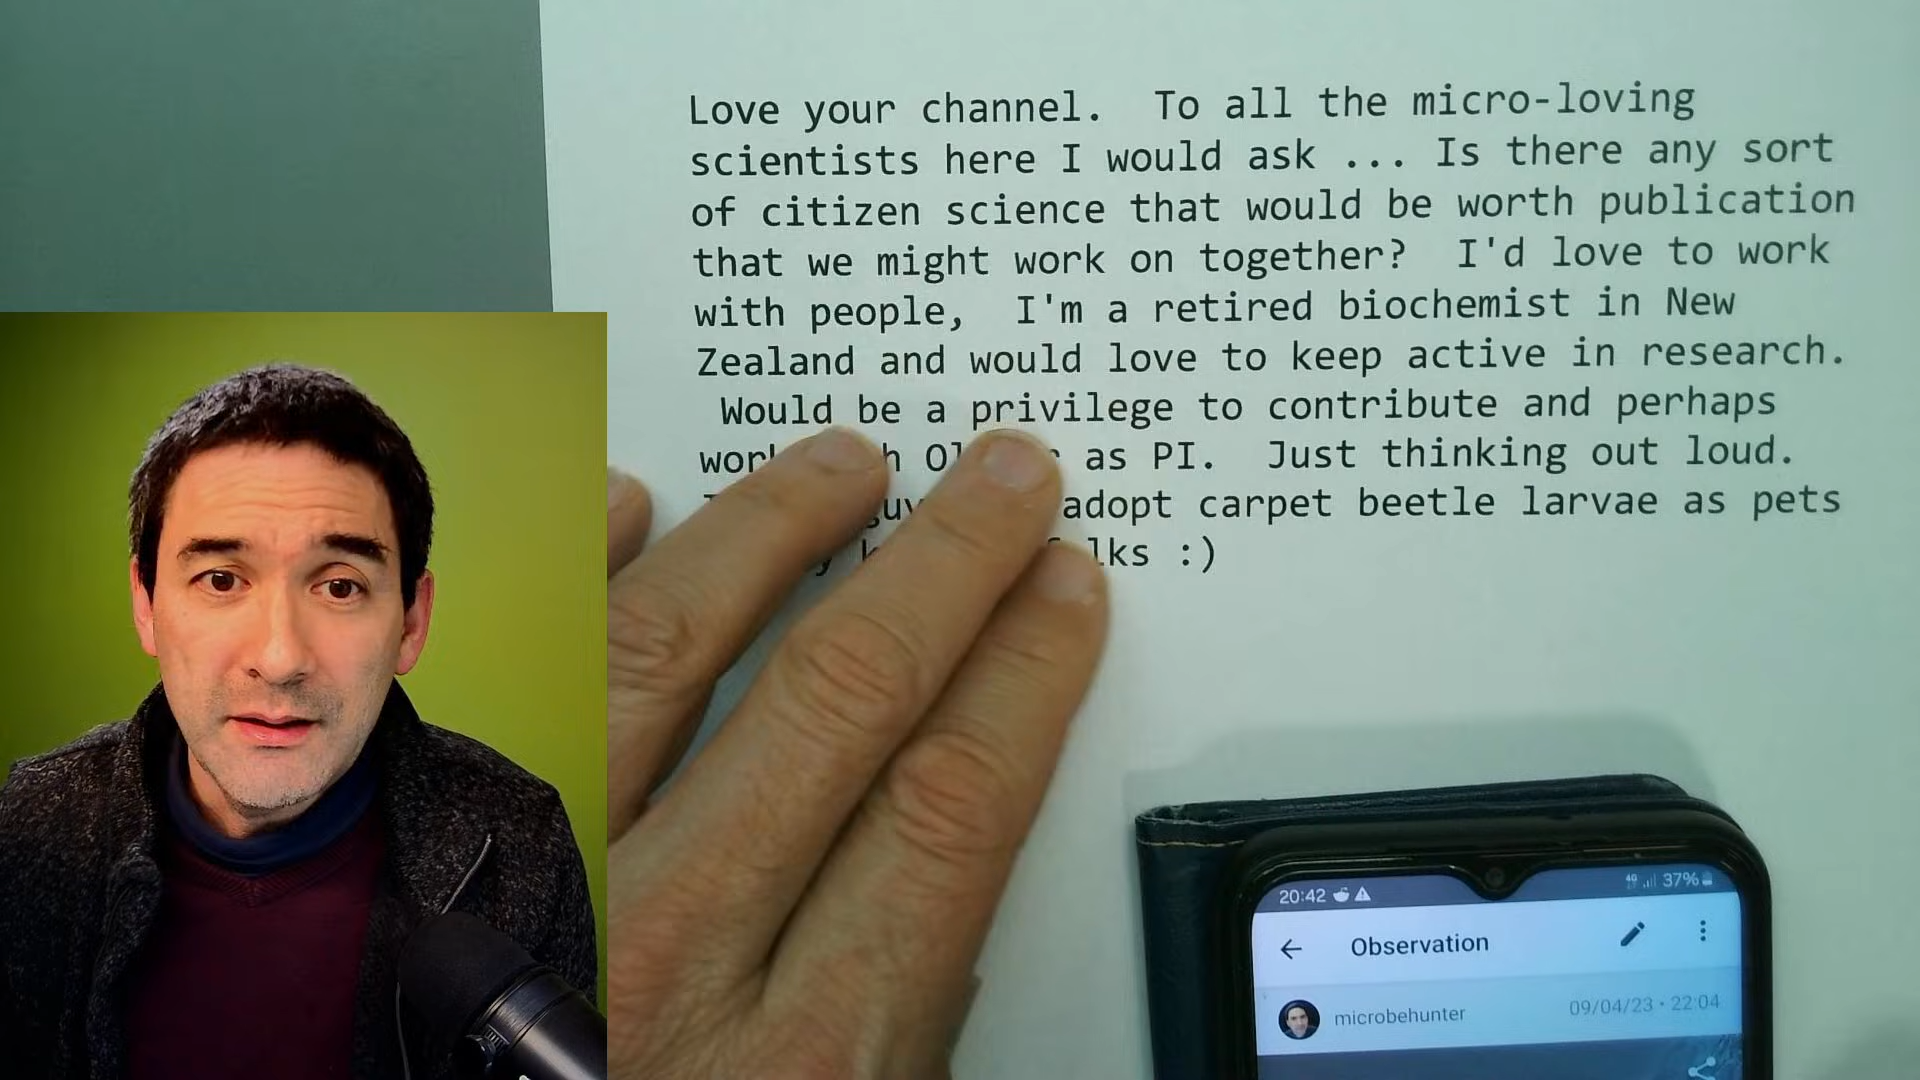 Love your channel.  To all the micro-loving
scientists here I would ask ... Is there any sort
of citizen science that would be worth publication
that we might work on together?  I'd love to work
with people,  I'm a retired biochemist in New
Zealand and would love to keep active in research.
Would be a privilege to contribute and perhaps
as PI.  Just thinking out loud.
adopt carpet beetle larvae as pets
:)
20:42 4G 37%
Observation
microbehunter 09/04/23 • 22:04